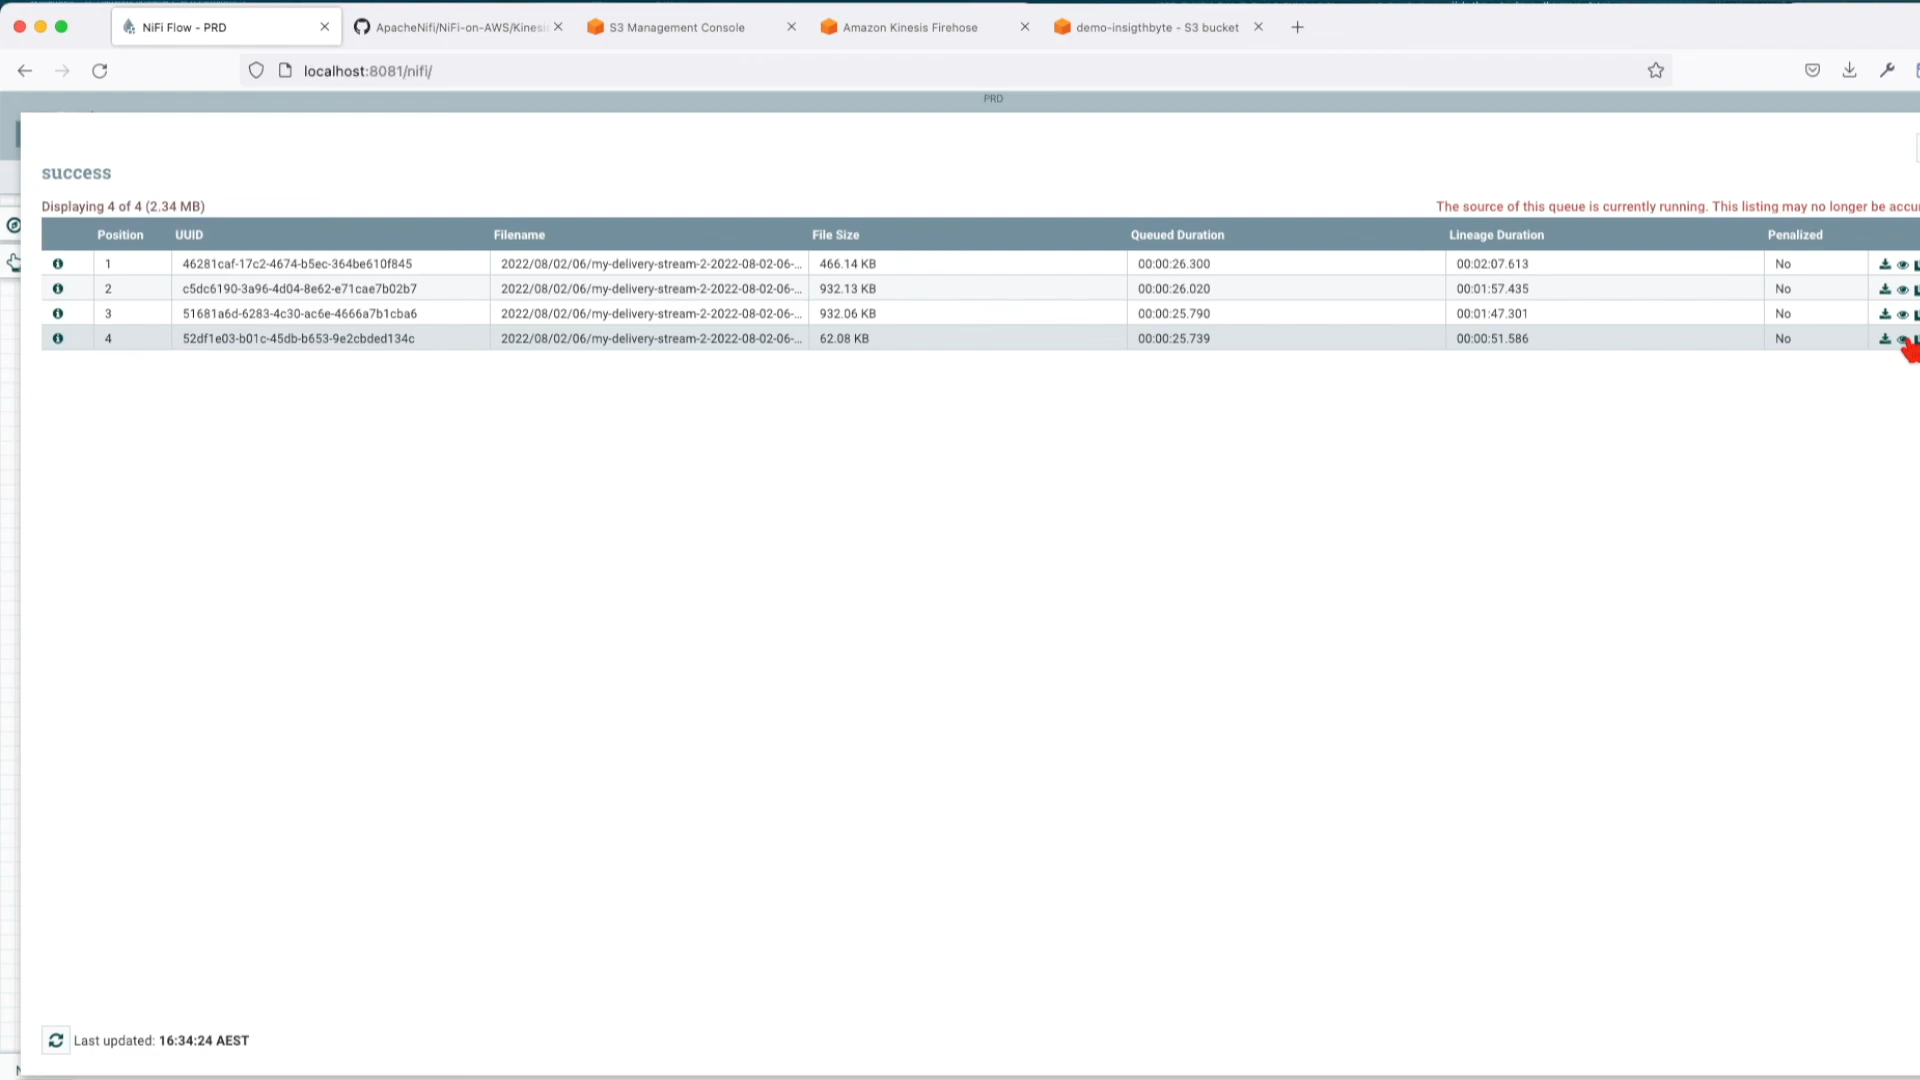 NiFi Flow - PRD
ApacheNifi/NiFi-on-AWS/Kinesi
S3 Management Console
Amazon Kinesis Firehose
demo-insigthbyte - S3 bucket
localhost:8081/nifi/
PRD
success
Displaying 4 of 4 (2.34 MB)
The source of this queue is currently running. This listing may no longer be accu
Position UUID Filename File Size Queued Duration Lineage Duration Penalized
1 46281caf-17c2-4674-b5ec-364be610f845 2022/08/02/06/my-delivery-stream-2-2022-08-02-06-... 466.14 KB 00:00:26.300 00:02:07.613 No
2 c5dc6190-3a96-4d04-8e62-e71cae7b02b7 2022/08/02/06/my-delivery-stream-2-2022-08-02-06-... 932.13 KB 00:00:26.020 00:01:57.435 No
3 51681a6d-6283-4c30-ac6e-4666a7b1cba6 2022/08/02/06/my-delivery-stream-2-2022-08-02-06-... 932.06 KB 00:00:25.790 00:01:47.301 No
4 52df1e03-b01c-45db-b653-9e2cbded134c 2022/08/02/06/my-delivery-stream-2-2022-08-02-06-... 62.08 KB 00:00:25.739 00:00:51.586 No
Last updated: 16:34:24 AEST